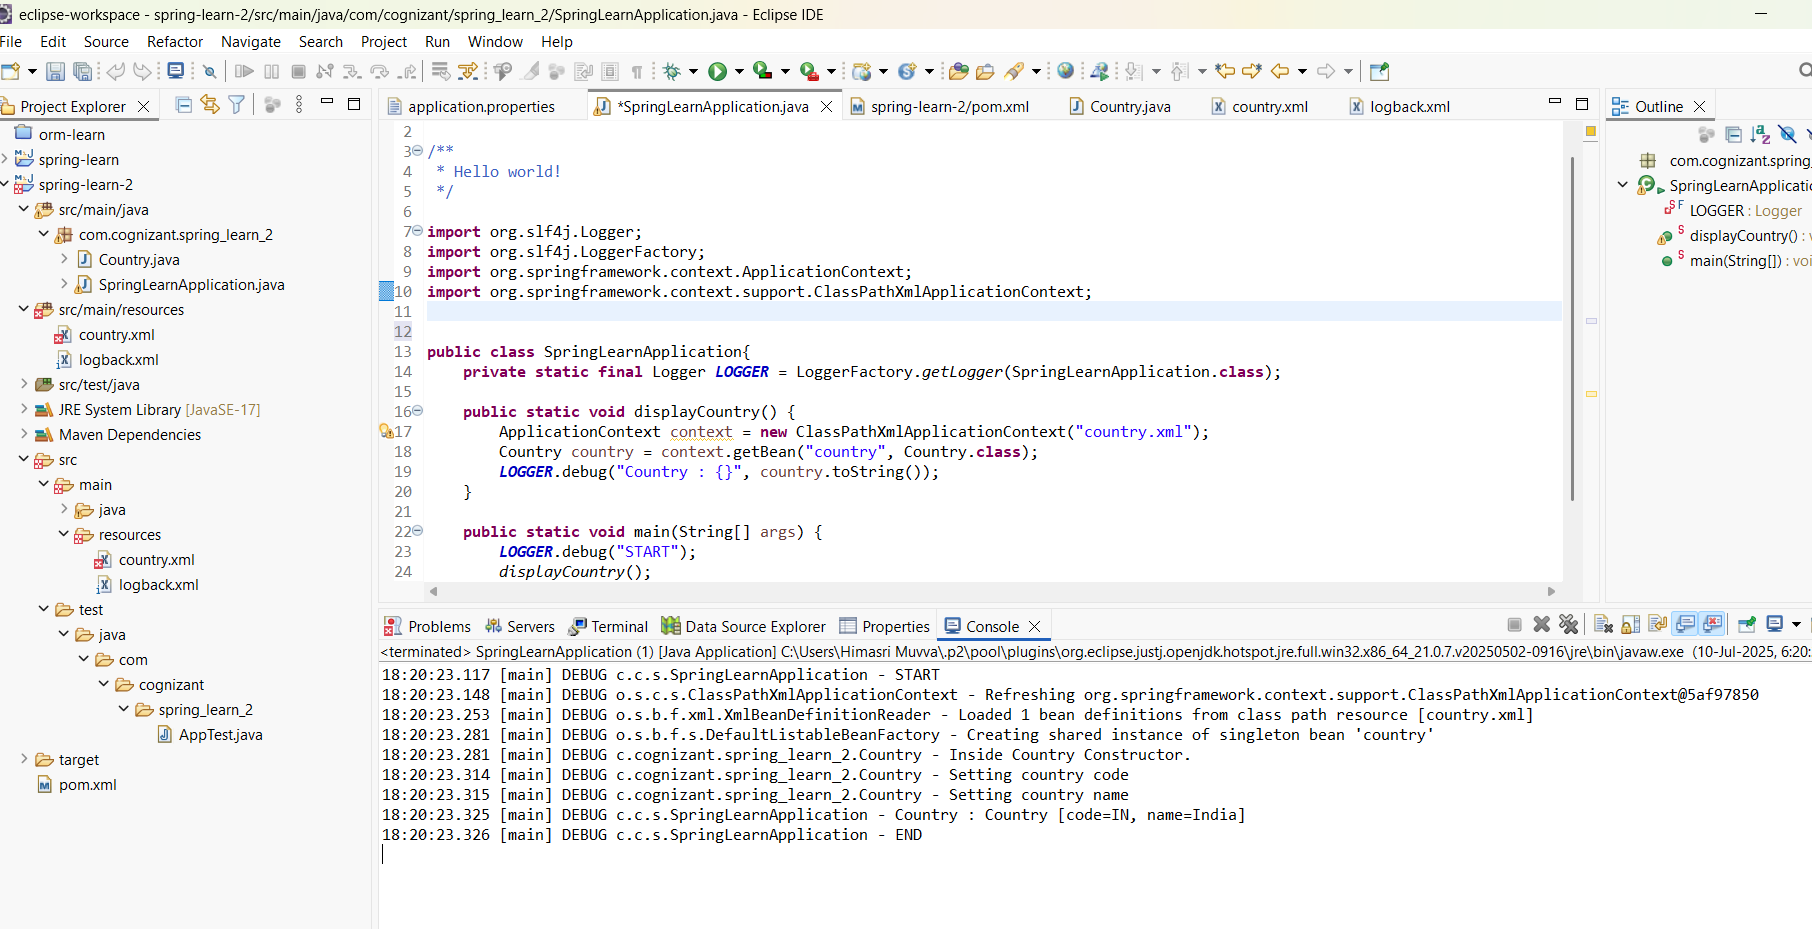 eclipse-workspace - spring-learn-2/src/main/java/com/cognizant/spring_learn_2/SpringLearnApplication.java - Eclipse IDE
File Edit Source Refactor Navigate Search Project Run Window Help
Project Explorer
orm-learn
spring-learn
spring-learn-2
src/main/java
com.cognizant.spring_learn_2
Country.java
SpringLearnApplication.java
src/main/resources
country.xml
logback.xml
src/test/java
JRE System Library [JavaSE-17]
Maven Dependencies
src
main
java
resources
country.xml
logback.xml
test
java
com
cognizant
spring_learn_2
AppTest.java
target
pom.xml
application.properties *SpringLearnApplication.java spring-learn-2/pom.xml Country.java country.xml logback.xml
2
3 /**
4 * Hello world!
5 */
6
7 import org.slf4j.Logger;
8 import org.slf4j.LoggerFactory;
9 import org.springframework.context.ApplicationContext;
10 import org.springframework.context.support.ClassPathXmlApplicationContext;
11
12
13 public class SpringLearnApplication{
14 private static final Logger LOGGER = LoggerFactory.getLogger(SpringLearnApplication.class);
15
16 public static void displayCountry() {
17 ApplicationContext context = new ClassPathXmlApplicationContext("country.xml");
18 Country country = context.getBean("country", Country.class);
19 LOGGER.debug("Country : {}", country.toString());
20 }
21
22 public static void main(String[] args) {
23 LOGGER.debug("START");
24 displayCountry();
Outline
com.cognizant.spring_
SpringLearnApplicatio
LOGGER : Logger
displayCountry() : v
main(String[]) : voi
Problems Servers Terminal Data Source Explorer Properties Console
<terminated> SpringLearnApplication (1) [Java Application] C:\Users\Himasri Muvva\.p2\pool\plugins\org.eclipse.justj.openjdk.hotspot.jre.full.win32.x86_64_21.0.7.v20250502-0916\jre\bin\javaw.exe (10-Jul-2025, 6:20:
18:20:23.117 [main] DEBUG c.c.s.SpringLearnApplication - START
18:20:23.148 [main] DEBUG o.s.c.s.ClassPathXmlApplicationContext - Refreshing org.springframework.context.support.ClassPathXmlApplicationContext@5af97850
18:20:23.253 [main] DEBUG o.s.b.f.xml.XmlBeanDefinitionReader - Loaded 1 bean definitions from class path resource [country.xml]
18:20:23.281 [main] DEBUG o.s.b.f.s.DefaultListableBeanFactory - Creating shared instance of singleton bean 'country'
18:20:23.281 [main] DEBUG c.cognizant.spring_learn_2.Country - Inside Country Constructor.
18:20:23.314 [main] DEBUG c.cognizant.spring_learn_2.Country - Setting country code
18:20:23.315 [main] DEBUG c.cognizant.spring_learn_2.Country - Setting country name
18:20:23.325 [main] DEBUG c.c.s.SpringLearnApplication - Country : Country [code=IN, name=India]
18:20:23.326 [main] DEBUG c.c.s.SpringLearnApplication - END